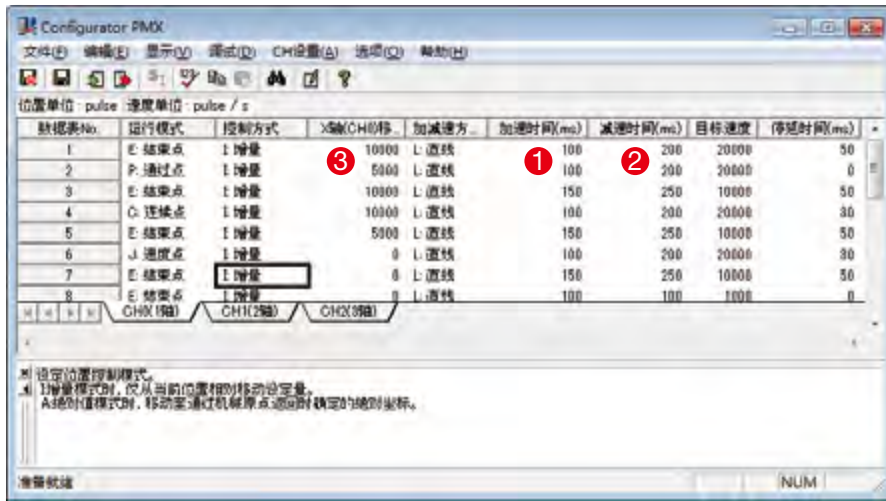 Configurator PMX
文件(F) 编辑(E) 显示(V) 调试(D) CH设置(A) 选项(O) 帮助(H)
位置单位: pulse 速度单位: pulse / s
数据表No. 运行模式 控制方式 X轴(CH0)移... 加减速方... 加速时间(ms) 减速时间(ms) 目标速度 停延时间(ms)
1 E: 结束点 I:增量 ③ 10000 L: 直线 ① 100 ② 200 20000 50
2 P: 通过点 I:增量 5000 L: 直线 100 200 20000 0
3 E: 结束点 I:增量 10000 L: 直线 150 250 10000 50
4 C: 连续点 I:增量 10000 L: 直线 100 200 20000 30
5 E: 结束点 I:增量 5000 L: 直线 150 250 10000 50
6 J: 速度点 I:增量 0 L: 直线 100 200 20000 30
7 E: 结束点 I:增量 0 L: 直线 150 250 10000 50
8 E: 结束点 I:增量 0 L: 直线 100 100 1000 0
CH0(1轴) CH1(2轴) CH2(3轴)
设定位置控制模式。
I:增量模式时, 仅从当前位置相对移动设定量。
A:绝对值模式时, 移动至通过机械原点返回时确定的绝对坐标。
准备就绪 NUM